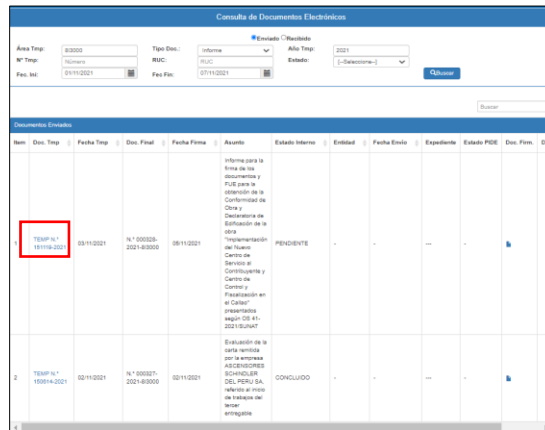 Consulta de Documentos Electrónicos
Enviado Recibido
Área Tmp: 8I3000 Tipo Doc.: Informe Año Tmp: 2021
N° Tmp: Número RUC: RUC Estado: [--Seleccione--]
Fec. Ini: 01/11/2021 Fec Fin: 07/11/2021 Buscar
Buscar
Documentos Enviados
Item Doc. Tmp Fecha Tmp Doc. Final Fecha Firma Asunto Estado Interno Entidad Fecha Envio Expediente Estado PIDE Doc. Firm. D
1 TEMP N.° 151119-2021 03/11/2021 N.° 000328-2021-8I3000 05/11/2021 PENDIENTE - - --- -
Informe para la
firma de los
documentos y
FUE para la
obtención de la
Conformidad de
Obra y
Declaratoria de
Edificación de la
obra
"Implementación
del Nuevo
Centro de
Servicio al
Contribuyente y
Centro de
Control y
Fiscalización en
el Callao"
presentados
según OS 41-
2021/SUNAT
2 TEMP N.° 150514-2021 02/11/2021 N.° 000327-2021-8I3000 02/11/2021 CONCLUIDO - - --- -
Evaluación de la
carta remitida
por la empresa
ASCENSORES
SCHINDLER
DEL PERU SA,
referido al inicio
de trabajos del
tercer
entregable